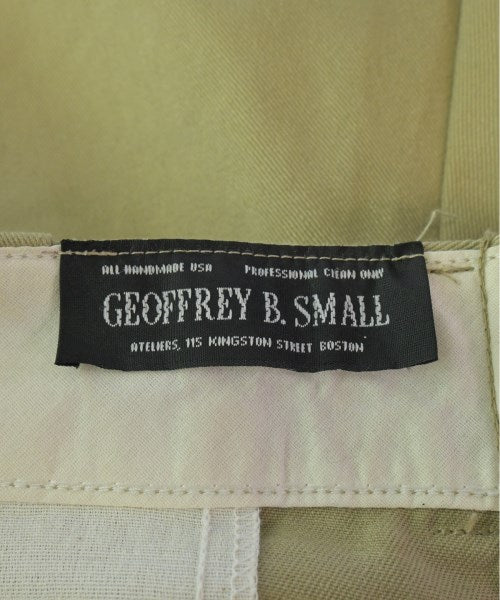 ALL HANDMADE USA PROFESSIONAL CLEAN ONLY
GEOFFREY B. SMALL
ATELIERS, 115 KINGSTON STREET BOSTON